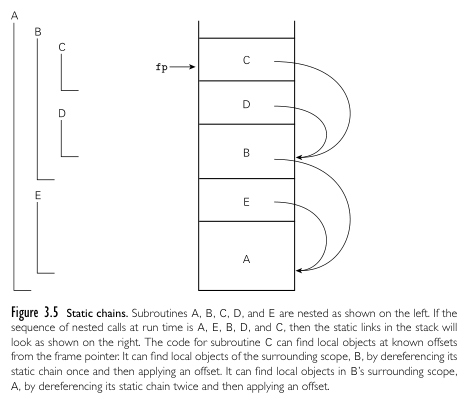 A
B
C
D
E
fp
C
D
B
E
A
Figure 3.5 Static chains. Subroutines A, B, C, D, and E are nested as shown on the left. If the
sequence of nested calls at run time is A, E, B, D, and C, then the static links in the stack will
look as shown on the right. The code for subroutine C can find local objects at known offsets
from the frame pointer. It can find local objects of the surrounding scope, B, by dereferencing its
static chain once and then applying an offset. It can find local objects in B's surrounding scope,
A, by dereferencing its static chain twice and then applying an offset.